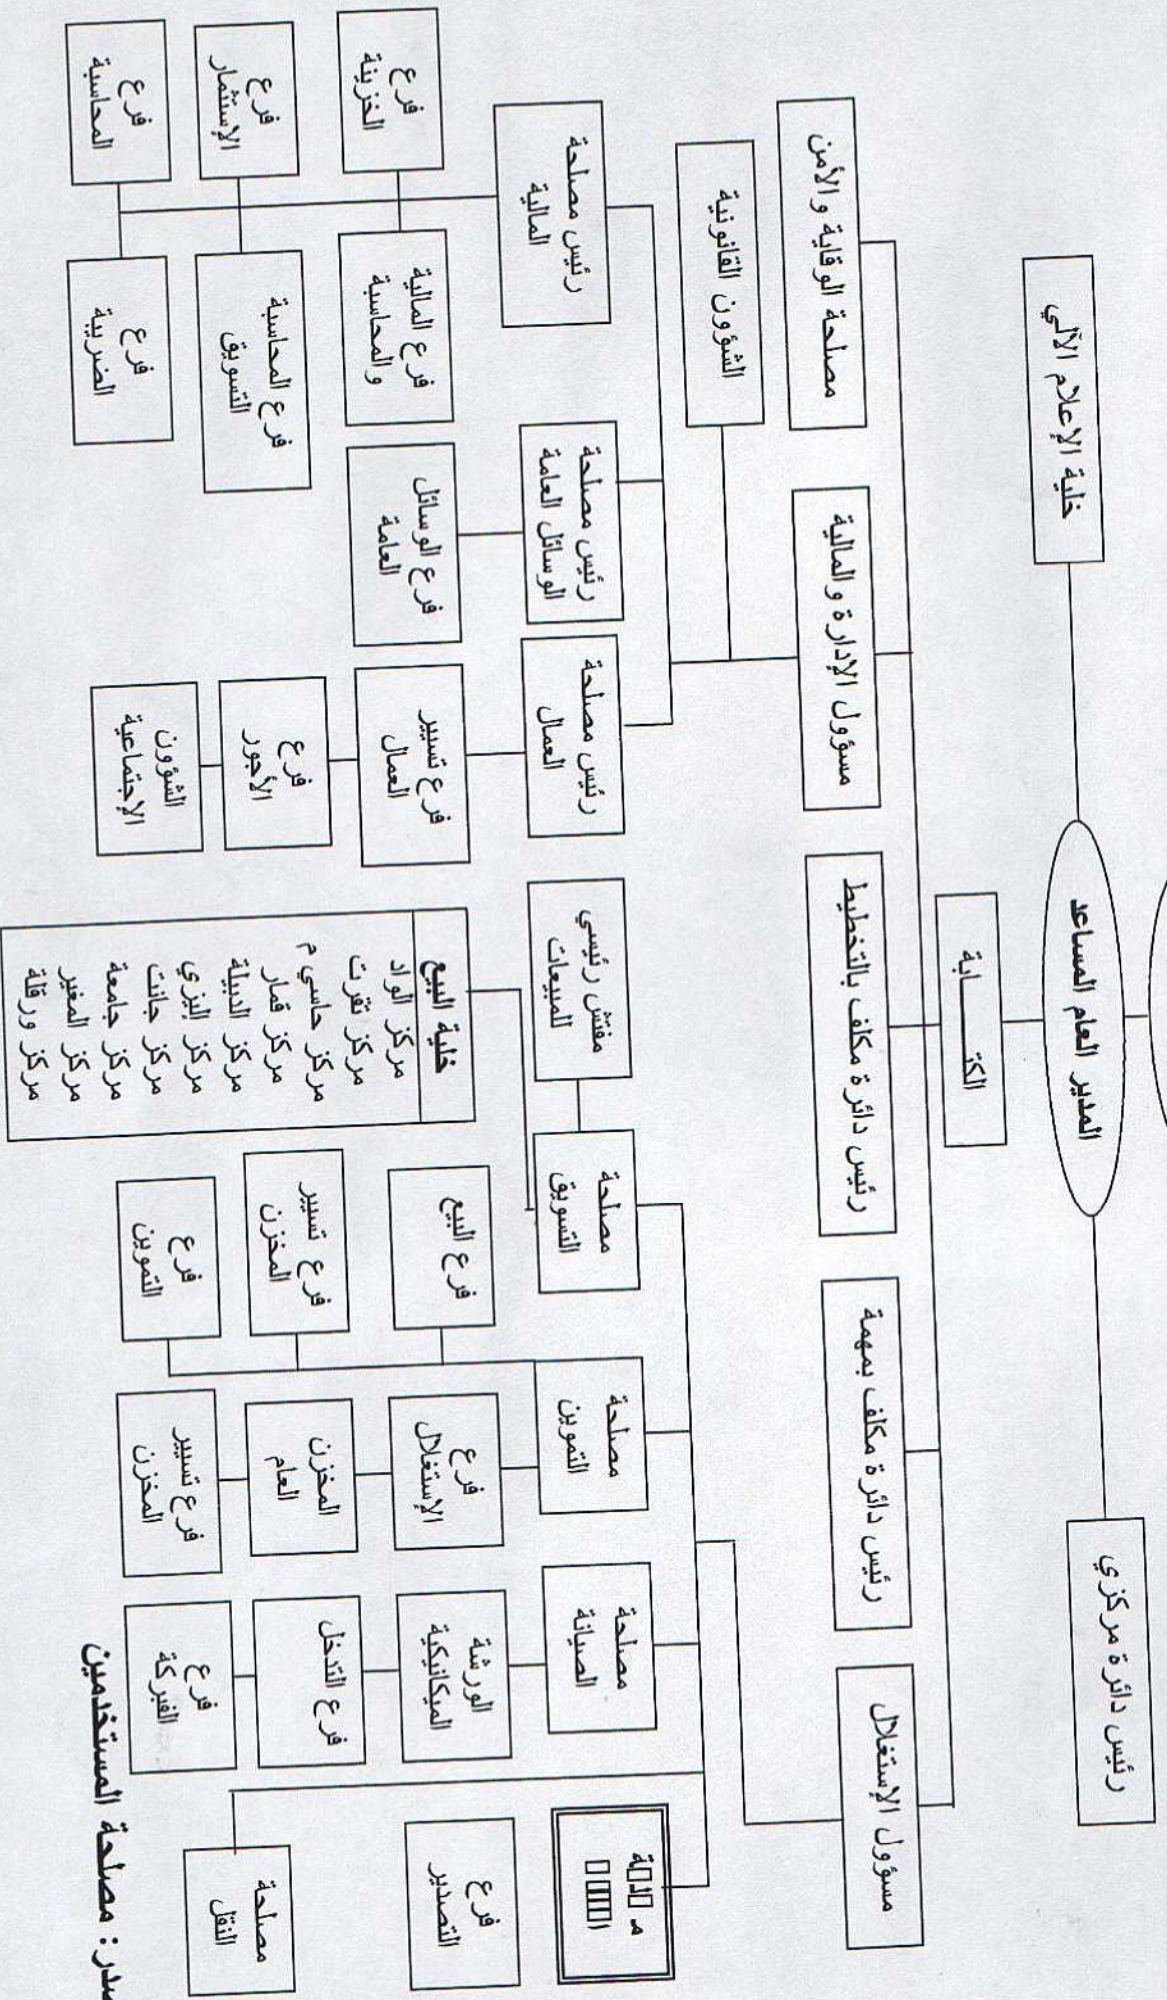 خلية الإعلام الآلي
المدير العام المساعد
رئيس دائرة مركزي
الكتـــــابة
مصلحة الوقاية والأمن
مسؤول الإدارة والمالية
رئيس دائرة مكلف بالتخطيط
رئيس دائرة مكلف بمهمة
مسؤول الإستغلال
الشؤون القانونية
رئيس مصلحة
المالية
رئيس مصلحة
الوسائل العامة
رئيس مصلحة
العمال
مفتش رئيسي
للمبيعات
مصلحة
التسويق
مصلحة
التموين
مصلحة
الصيانة
فرع
الخزينة
فرع المالية
والمحاسبة
فرع الوسائل
العامة
فرع تسيير
العمال
خلية البيع
مركز الواد
مركز تقرت
مركز حاسي م
مركز قمار
مركز الدبيلة
مركز إليزي
مركز جانت
مركز جامعة
مركز المغير
مركز ورقلة
فرع البيع
فرع
الإستغلال
الورشة
الميكانيكية
فرع
التصدير
فرع
الإستثمار
فرع المحاسبة
التسويق
فرع
الأجور
فرع تسيير
المخزن
المخزن
العام
فرع التدخل
مصلحة
النقل
فرع
المحاسبة
فرع
الضريبة
الشؤون
الإجتماعية
فرع
التموين
فرع تسيير
المخزن
فرع
الفبركة
صدر: مصلحة المستخدمين